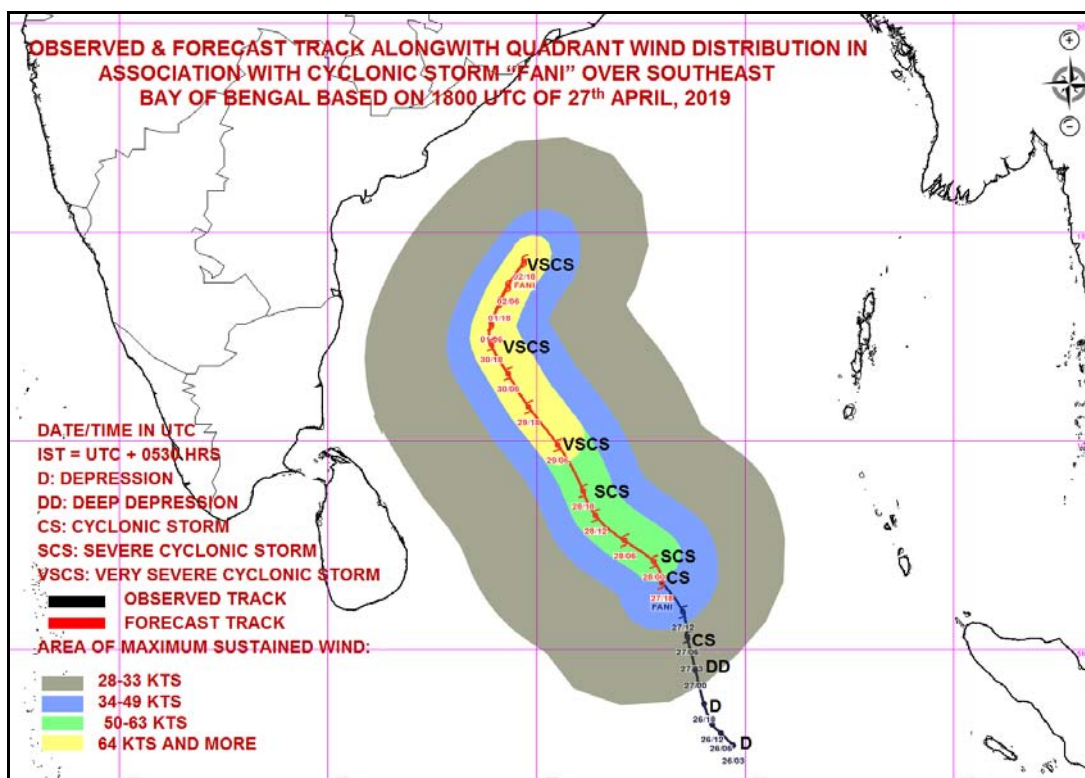 OBSERVED & FORECAST TRACK ALONGWITH QUADRANT WIND DISTRIBUTION IN
ASSOCIATION WITH CYCLONIC STORM “FANI” OVER SOUTHEAST
BAY OF BENGAL BASED ON 1800 UTC OF 27th APRIL, 2019
VSCS
02/18
FANI
02/06
01/18
01/06
VSCS
30/18
30/06
29/18
VSCS
29/06
SCS
28/18
28/12
28/06
SCS
28/00
CS
27/18
FANI
27/12
CS
27/06
27/03
DD
27/00
D
26/18
26/12
26/06
D
26/03
DATE/TIME IN UTC
IST = UTC + 0530 HRS
D: DEPRESSION
DD: DEEP DEPRESSION
CS: CYCLONIC STORM
SCS: SEVERE CYCLONIC STORM
VSCS: VERY SEVERE CYCLONIC STORM
OBSERVED TRACK
FORECAST TRACK
AREA OF MAXIMUM SUSTAINED WIND:
28-33 KTS
34-49 KTS
50-63 KTS
64 KTS AND MORE